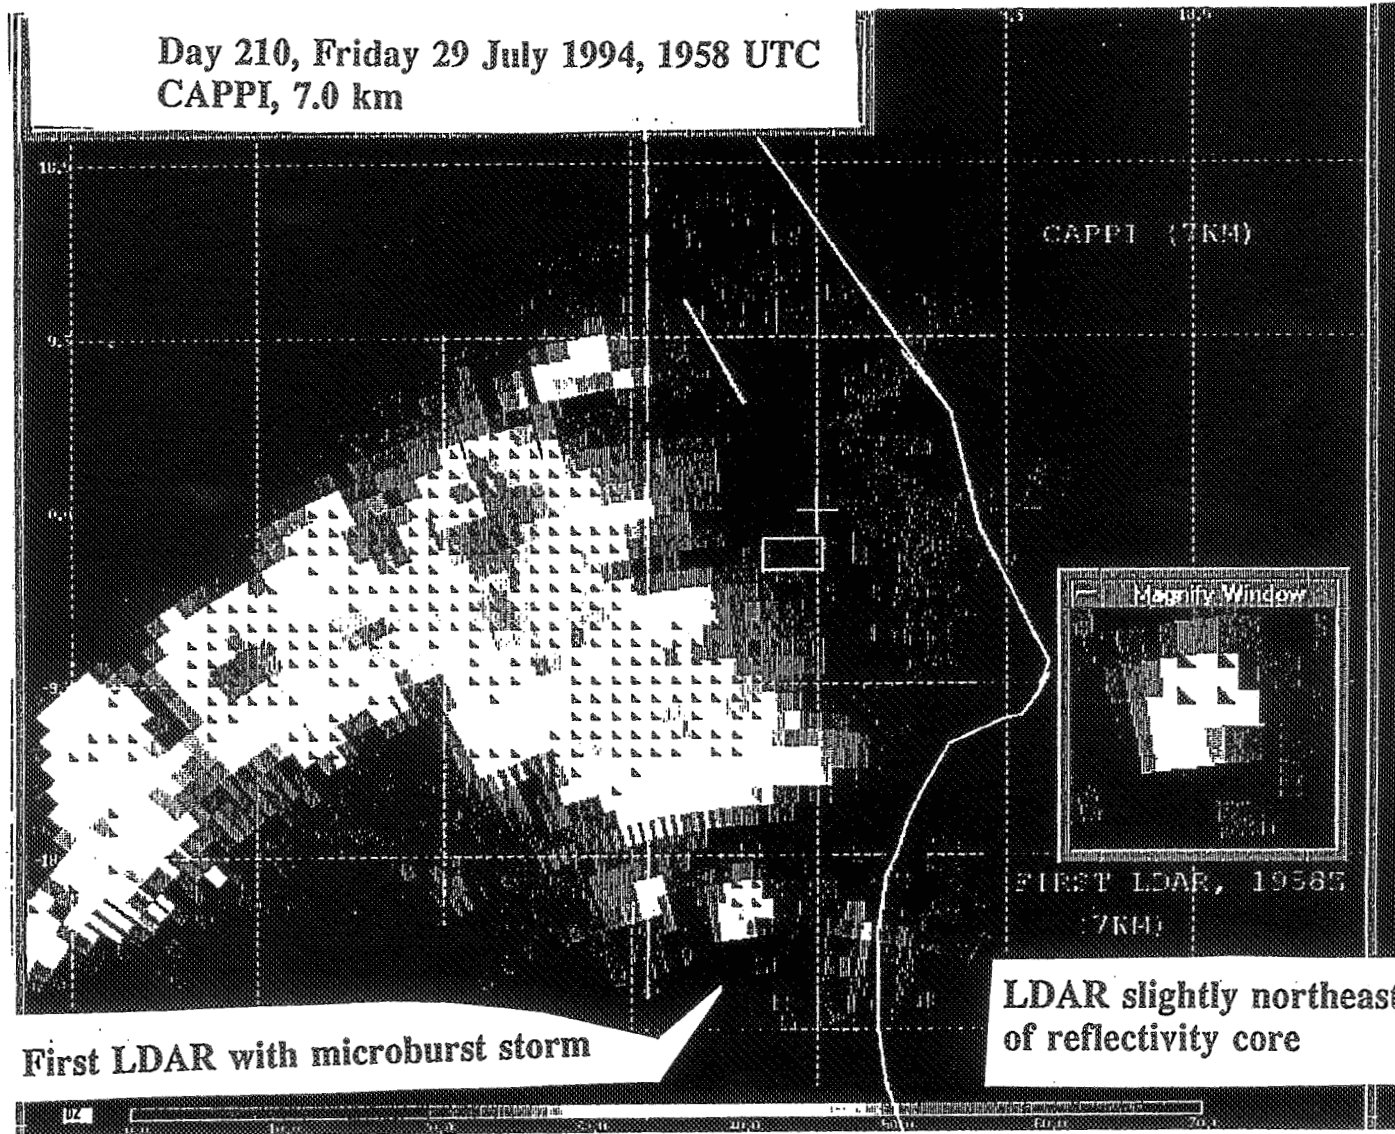 Day 210, Friday 29 July 1994, 1958 UTC
CAPPI, 7.0 km
CAPPI (7KM)
Magnify Window
FIRST LDAR, 1958Z
(7KM)
LDAR slightly northeast
of reflectivity core
First LDAR with microburst storm
DZ